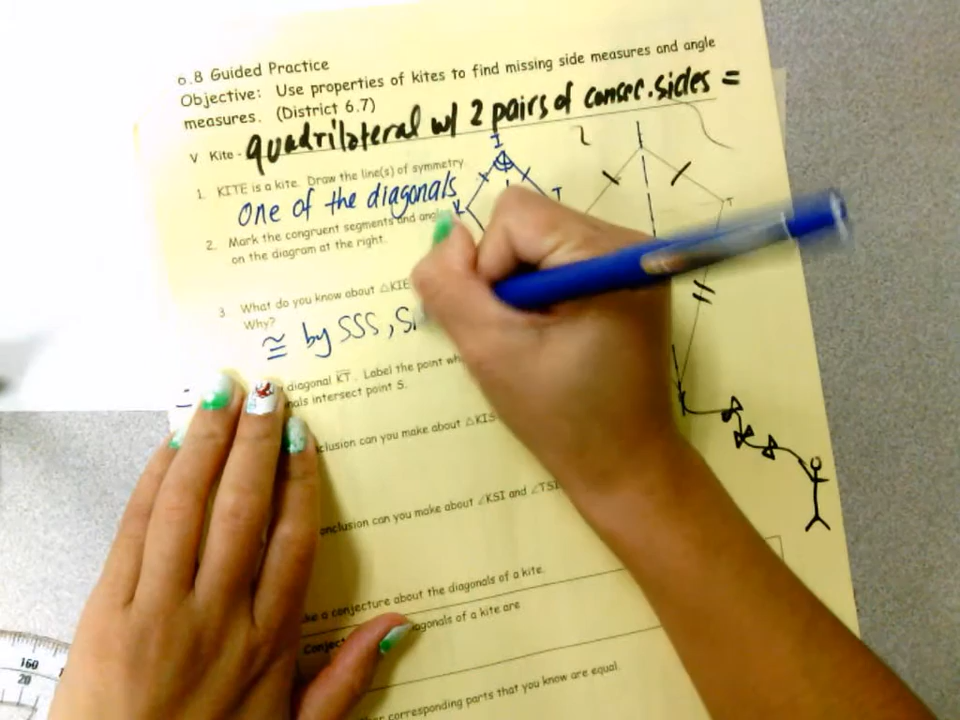 6.8 Guided Practice
Objective: Use properties of kites to find missing side measures and angle
measures. (District 6.7)
V Kite - quadrilateral w/ 2 pairs of consec. sides =
1. KITE is a kite. Draw the line(s) of symmetry.
One of the diagonals
I
K
T
T
2. Mark the congruent segments and
on the diagram at the right.
3 What do you know about △KIE
Why?
≅ by SSS, S
diagonal KT. Label the point
intersect point S.
can you make about △KIS
conclusion can you make about ∠KSI and ∠TSI
a conjecture about the diagonals of a kite.
diagonals of a kite are
corresponding parts that you know are equal.
160
20